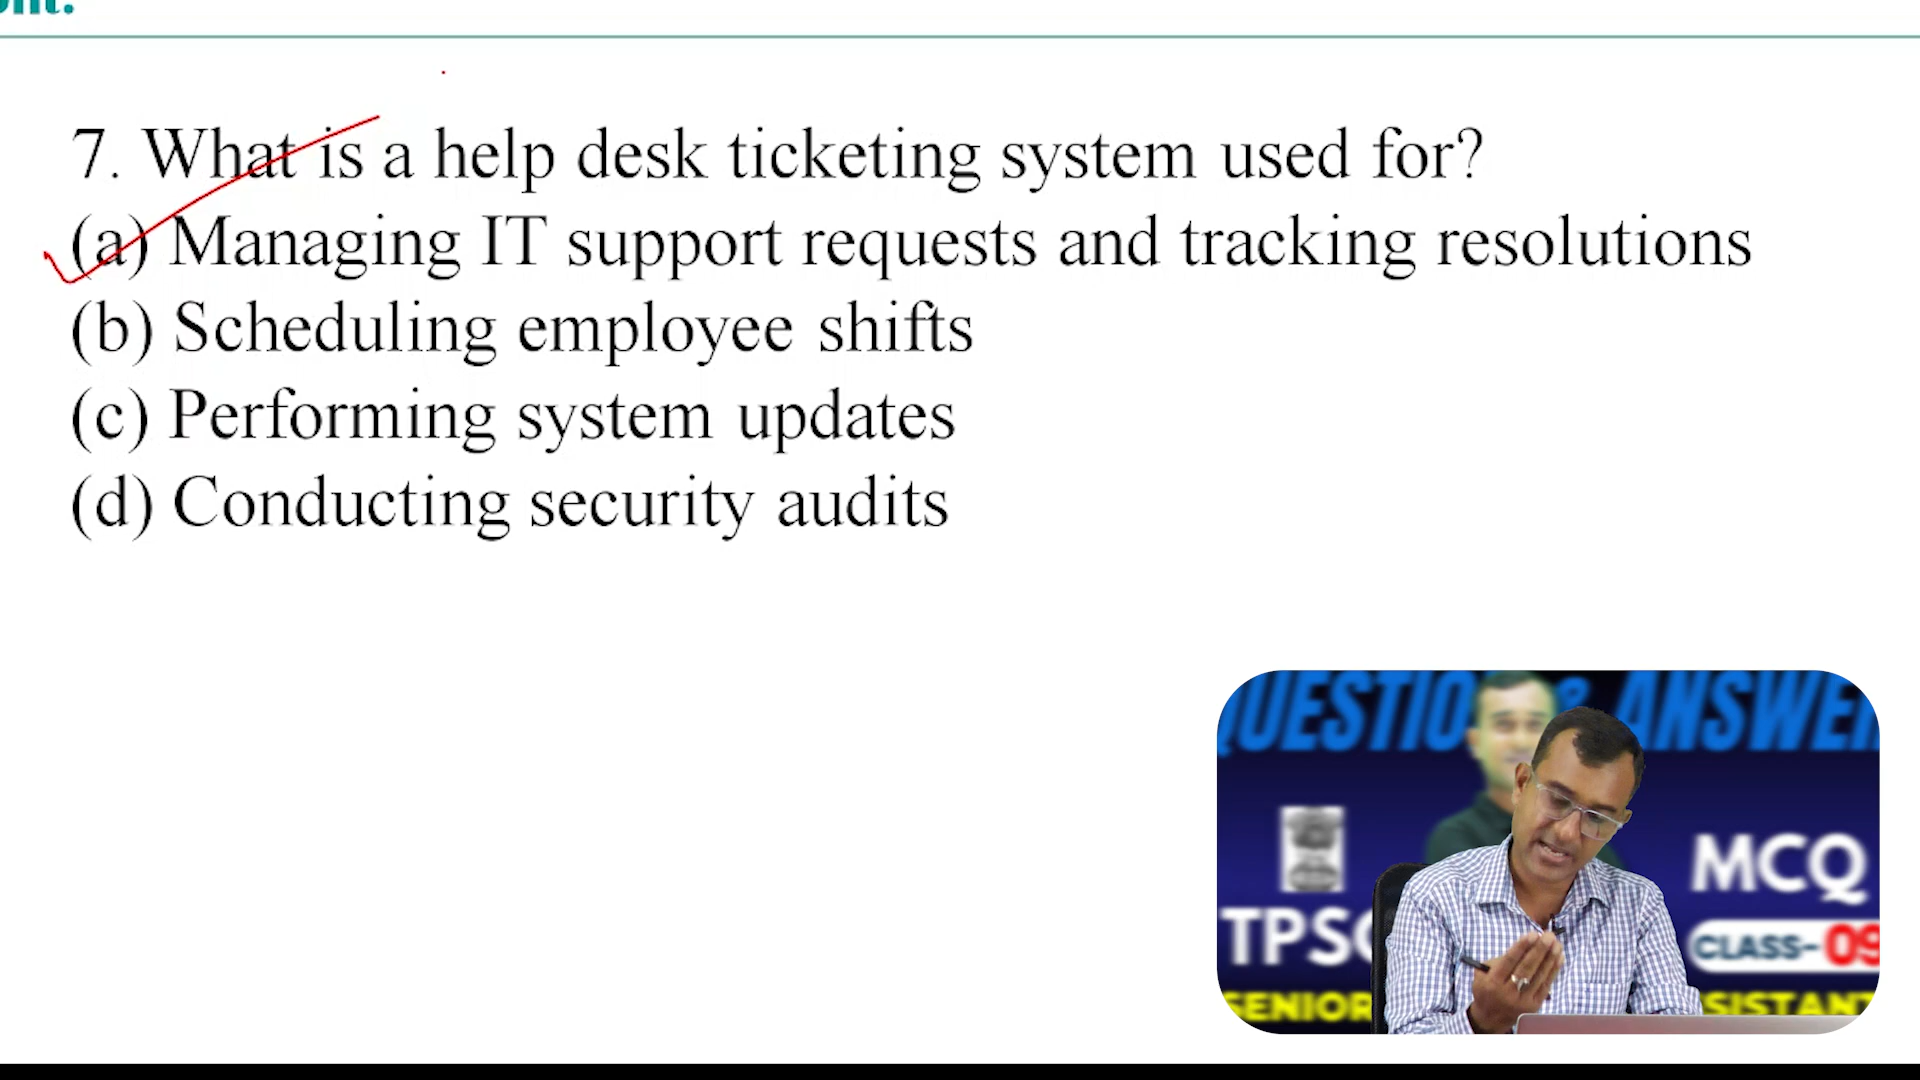 7. What is a help desk ticketing system used for?
(a) Managing IT support requests and tracking resolutions
(b) Scheduling employee shifts
(c) Performing system updates
(d) Conducting security audits
MCQ
CLASS-09
SENIOR